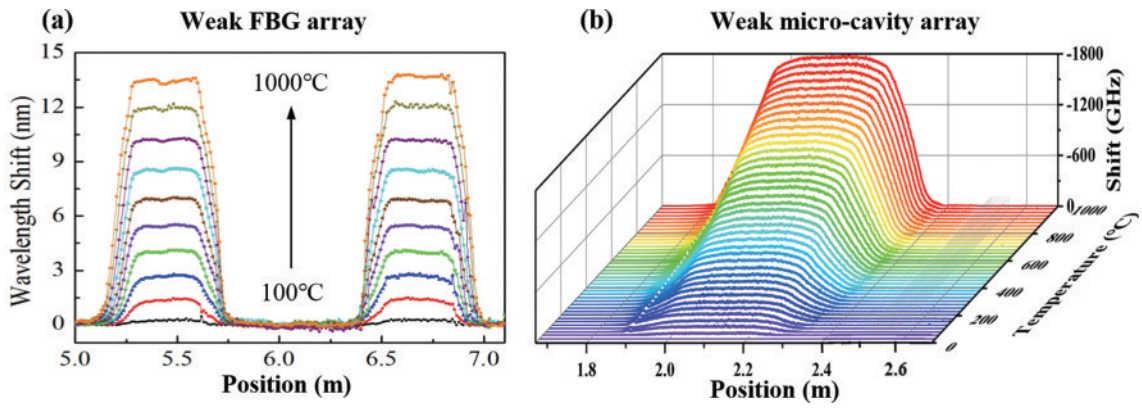 (a) Weak FBG array
15
12
9
6
3
0
Wavelength Shift (nm)
1000°C
100°C
5.0 5.5 6.0 6.5 7.0
Position (m)
(b) Weak micro-cavity array
-1800
-1200
-600
0
Shift (GHz)
1000
800
600
400
200
0
Temperature (°C)
1.8 2.0 2.2 2.4 2.6
Position (m)